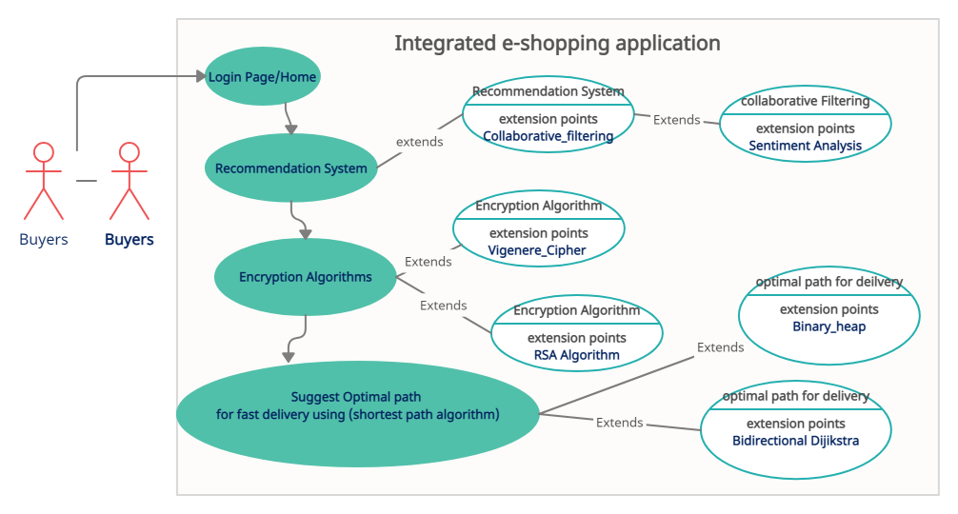 Integrated e-shopping application
Login Page/Home
Recommendation System
extends
Recommendation System
extension points
Collaborative_filtering
Extends
collaborative Filtering
extension points
Sentiment Analysis
Buyers
Buyers
Encryption Algorithms
Extends
Encryption Algorithm
extension points
Vigenere_Cipher
Extends
Encryption Algorithm
extension points
RSA Algorithm
Suggest Optimal path
for fast delivery using (shortest path algorithm)
Extends
optimal path for deilvery
extension points
Binary_heap
Extends
optimal path for delivery
extension points
Bidirectional Dijikstra